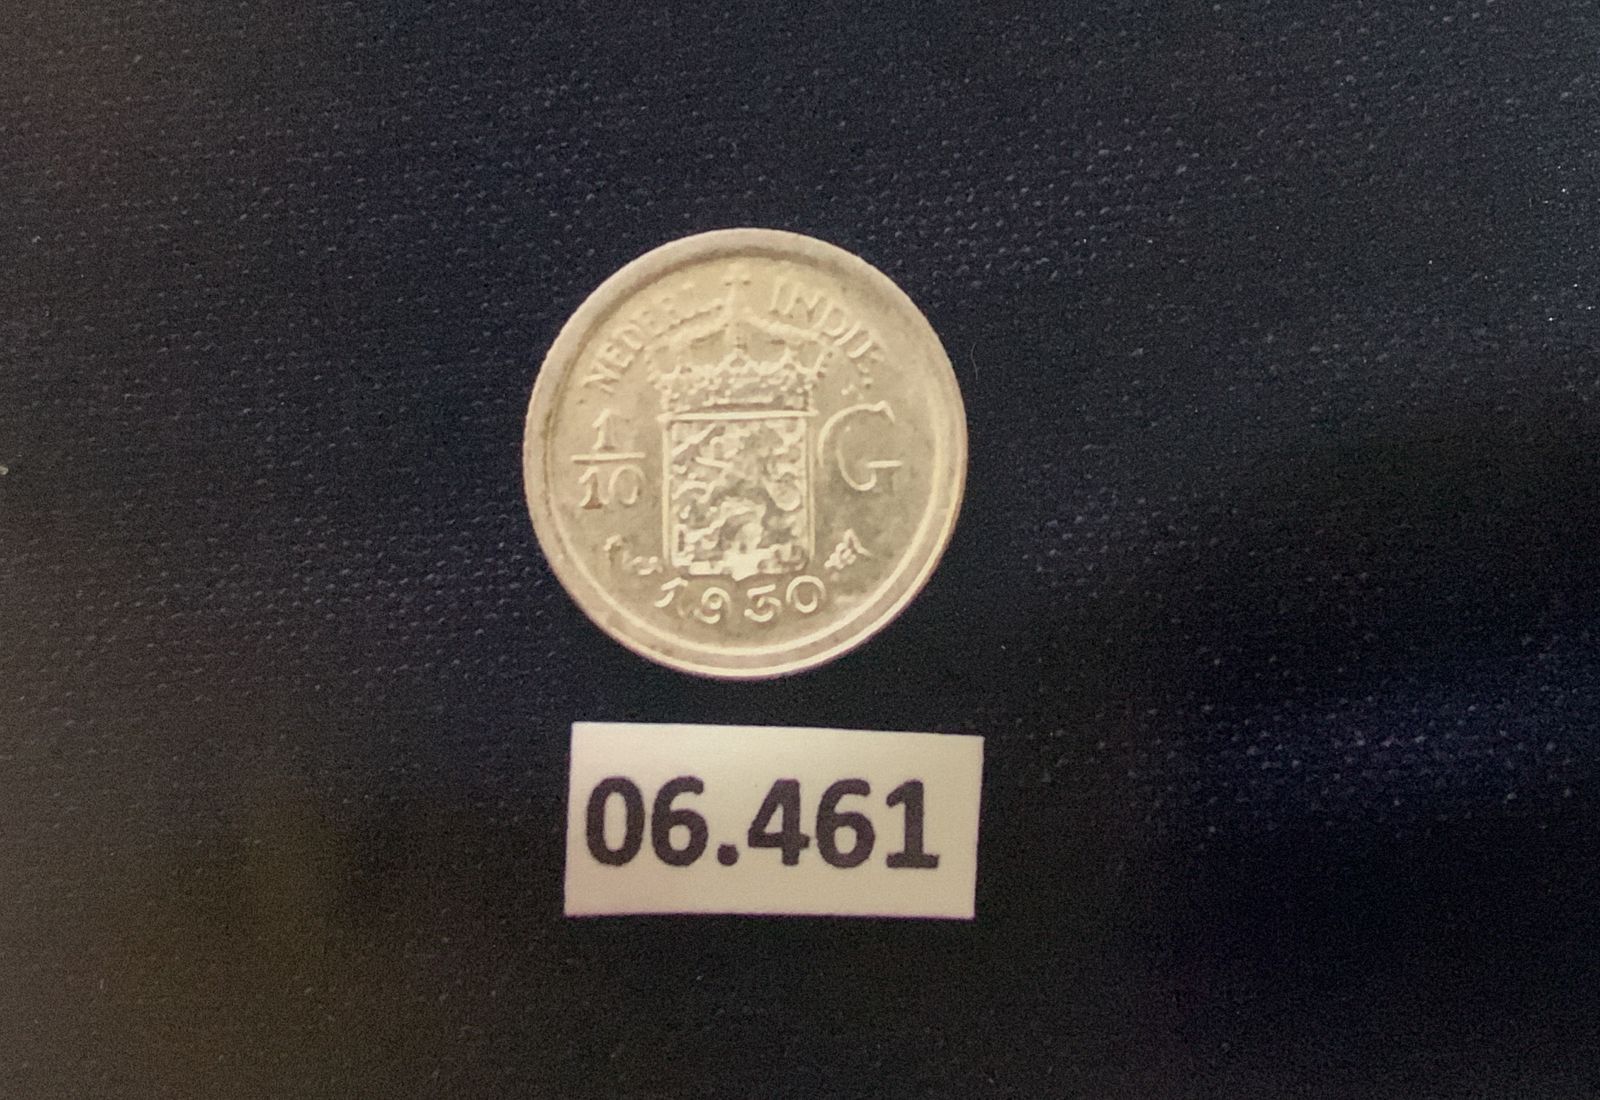 NEDERL INDIE
1/10 G
1930
06.461